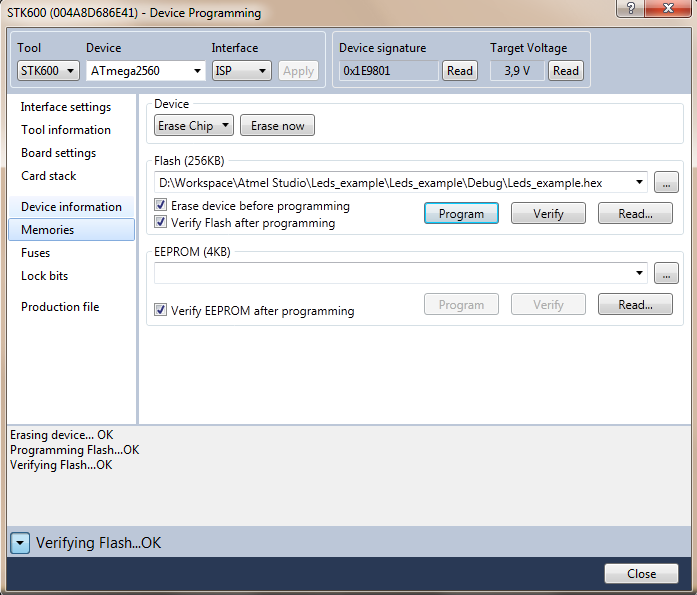 STK600 (004A8D686E41) - Device Programming
?
Tool Device Interface Device signature Target Voltage
STK600 ATmega2560 ISP Apply 0x1E9801 Read 3,9 V Read
Interface settings
Tool information
Board settings
Card stack
Device information
Memories
Fuses
Lock bits
Production file
Device
Erase Chip Erase now
Flash (256KB)
D:\Workspace\Atmel Studio\Leds_example\Leds_example\Debug\Leds_example.hex ...
Erase device before programming
Verify Flash after programming
Program Verify Read...
EEPROM (4KB)
...
Verify EEPROM after programming
Program Verify Read...
Erasing device... OK
Programming Flash...OK
Verifying Flash...OK
Verifying Flash...OK
Close